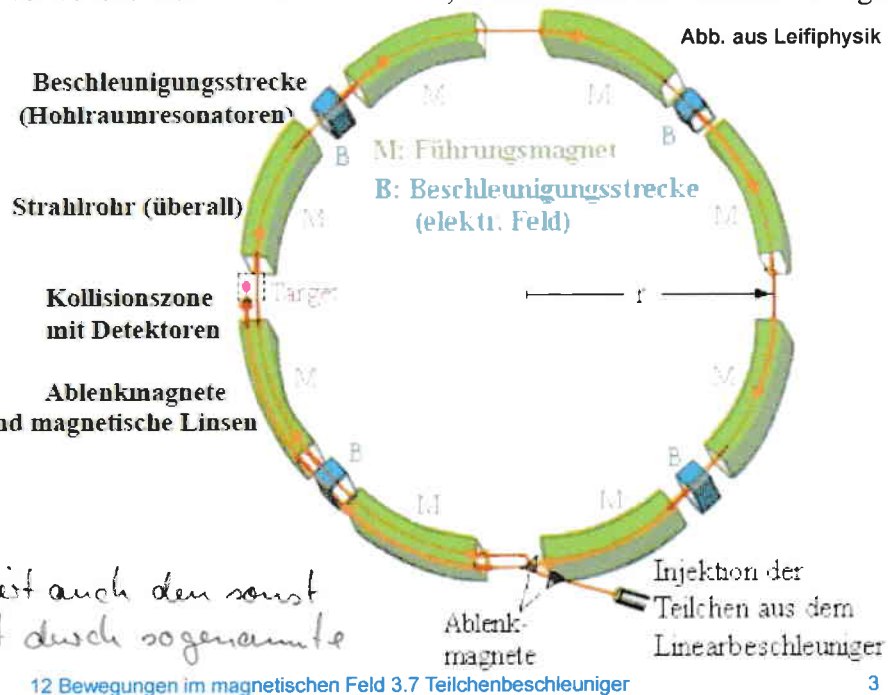 Abb. aus Leifiphysik
Beschleunigungsstrecke
(Hohlraumresonatoren)
M
M
B
B
M: Führungsmagnet
B: Beschleunigungsstrecke
(elektr. Feld)
Strahlrohr (überall)
M
M
Kollisionszone
mit Detektoren
Target
r
Ablenkmagnete
nd magnetische Linsen
M
M
B
B
M
M
auch den sonst
durch sogenannte
Ablenk-
magnete
Injektion der
Teilchen aus dem
Linearbeschleuniger
12 Bewegungen im magnetischen Feld 3.7 Teilchenbeschleuniger
3